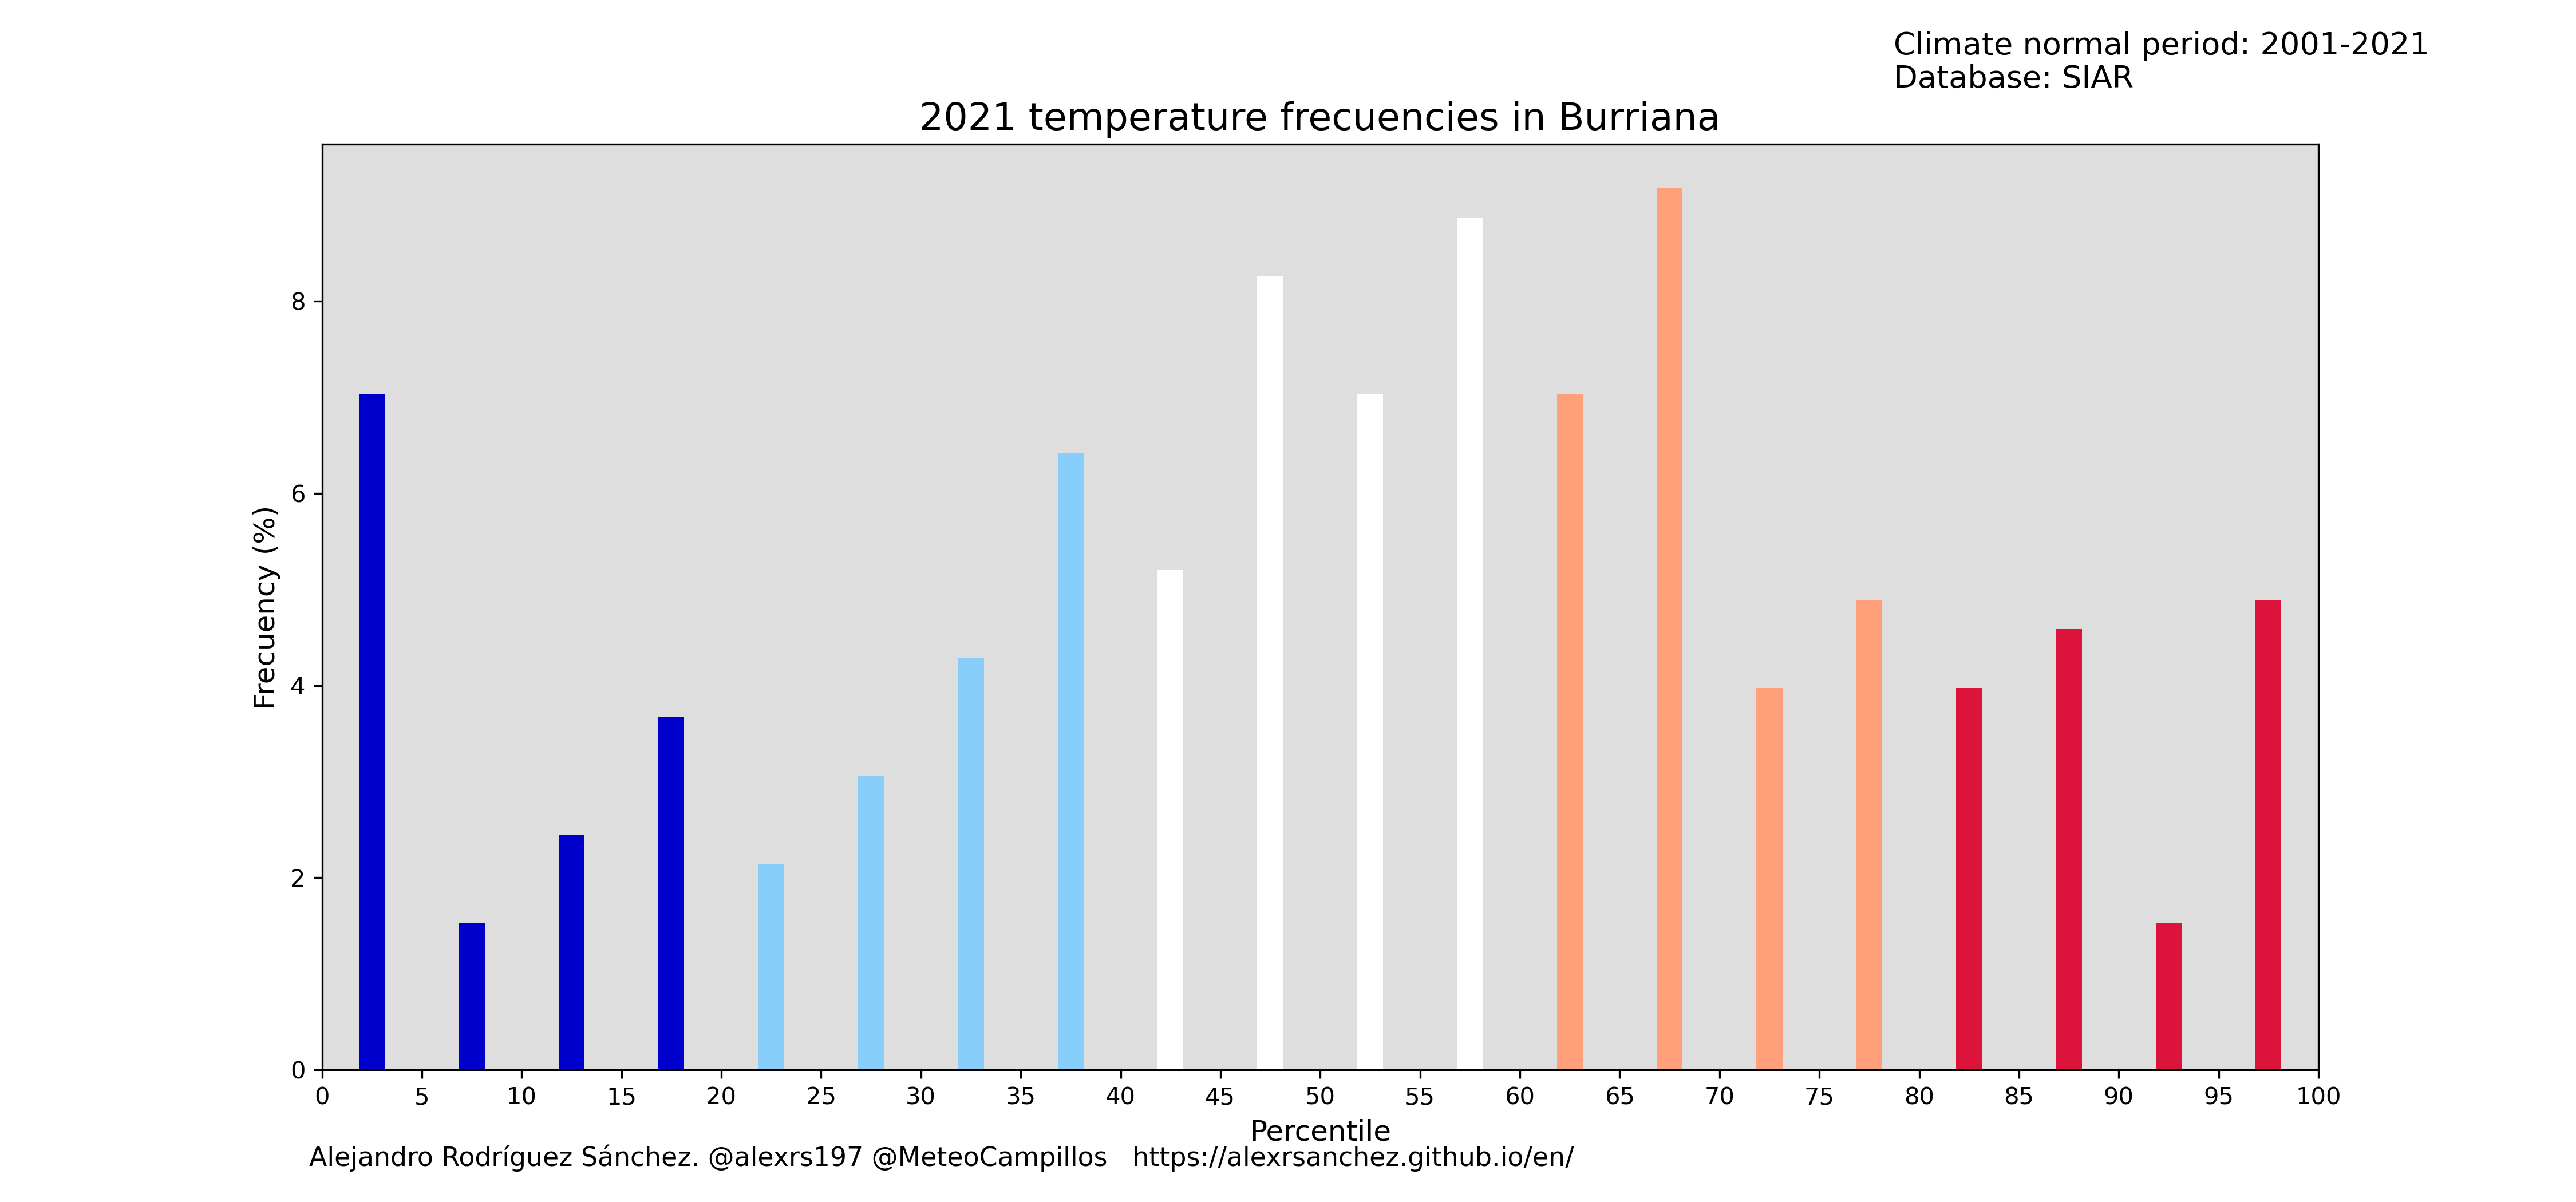 Climate normal period: 2001-2021
Database: SIAR
2021 temperature frecuencies in Burriana
Frecuency (%)
8
6
4
2
0
0 5 10 15 20 25 30 35 40 45 50 55 60 65 70 75 80 85 90 95 100
Percentile
Alejandro Rodríguez Sánchez. @alexrs197 @MeteoCampillos https://alexrsanchez.github.io/en/